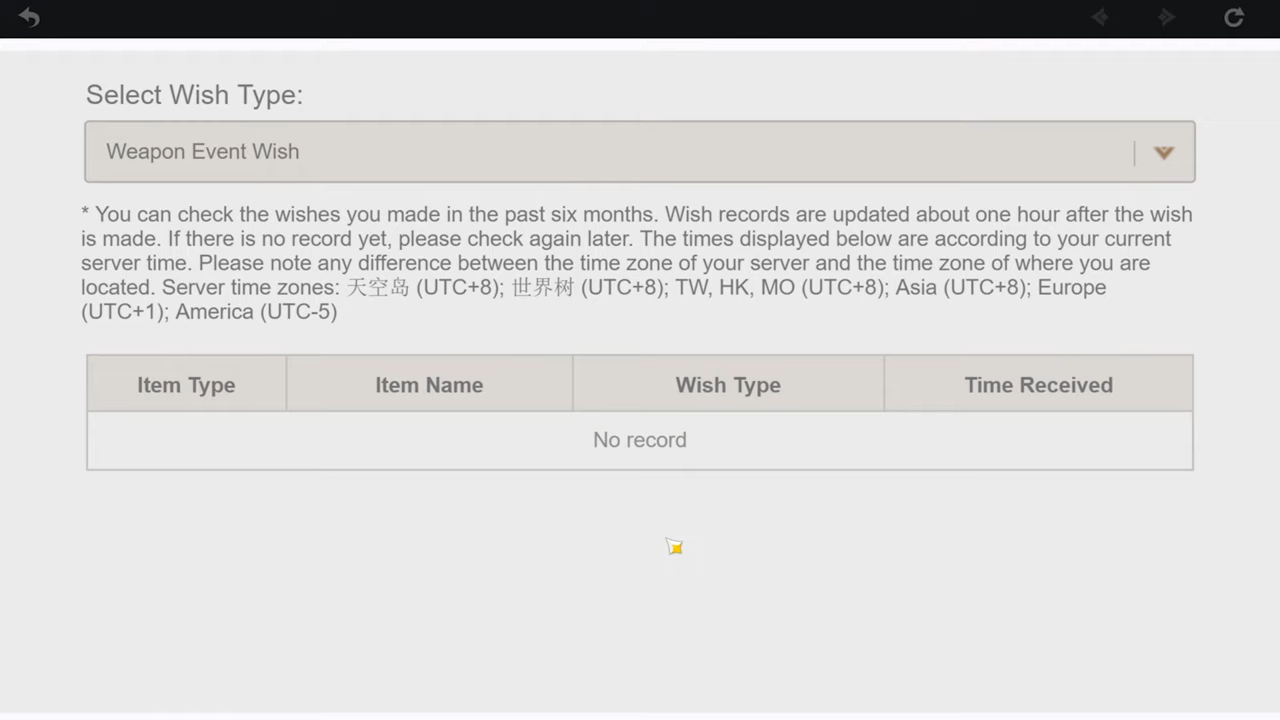 Select Wish Type:
Weapon Event Wish
* You can check the wishes you made in the past six months. Wish records are updated about one hour after the wish
is made. If there is no record yet, please check again later. The times displayed below are according to your current
server time. Please note any difference between the time zone of your server and the time zone of where you are
located. Server time zones: 天空岛 (UTC+8); 世界树 (UTC+8); TW, HK, MO (UTC+8); Asia (UTC+8); Europe
(UTC+1); America (UTC-5)
Item Type Item Name Wish Type Time Received
No record